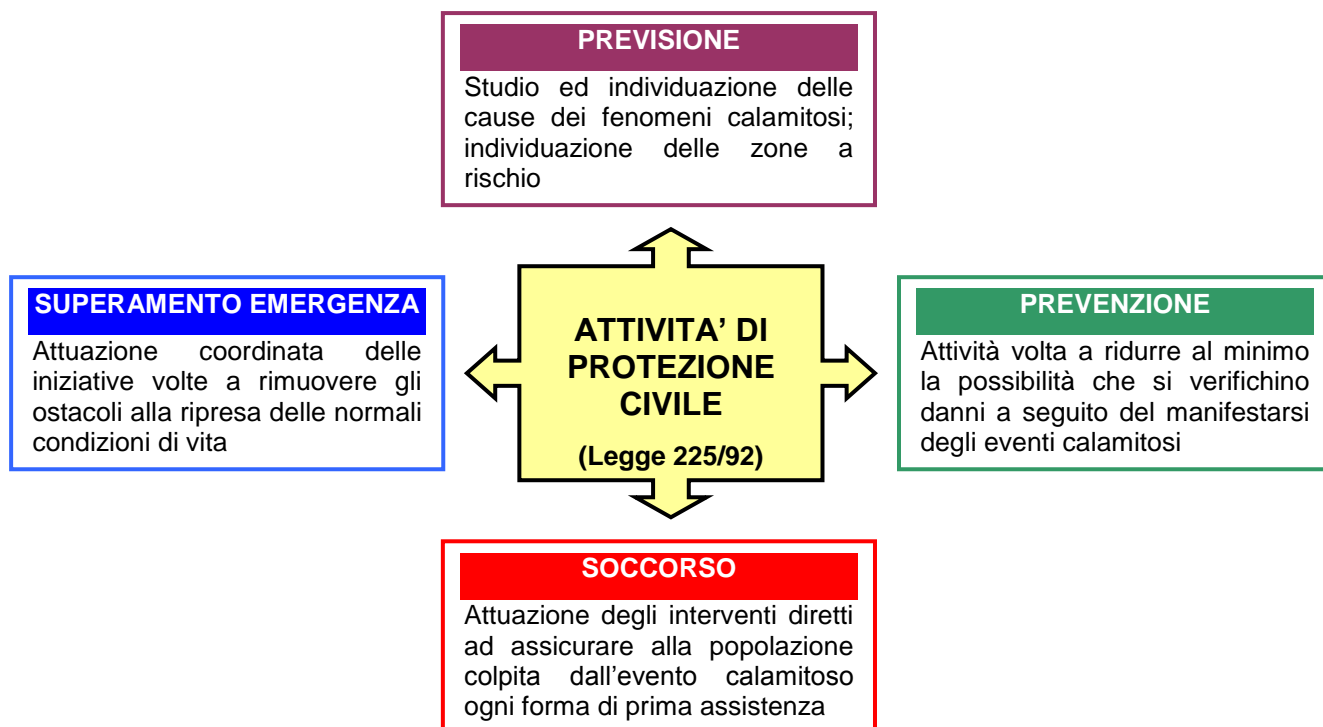 PREVISIONE
Studio ed individuazione delle
cause dei fenomeni calamitosi;
individuazione delle zone a
rischio
SUPERAMENTO EMERGENZA
Attuazione coordinata delle
iniziative volte a rimuovere gli
ostacoli alla ripresa delle normali
condizioni di vita
ATTIVITA’ DI
PROTEZIONE
CIVILE
(Legge 225/92)
PREVENZIONE
Attività volta a ridurre al minimo
la possibilità che si verifichino
danni a seguito del manifestarsi
degli eventi calamitosi
SOCCORSO
Attuazione degli interventi diretti
ad assicurare alla popolazione
colpita dall’evento calamitoso
ogni forma di prima assistenza